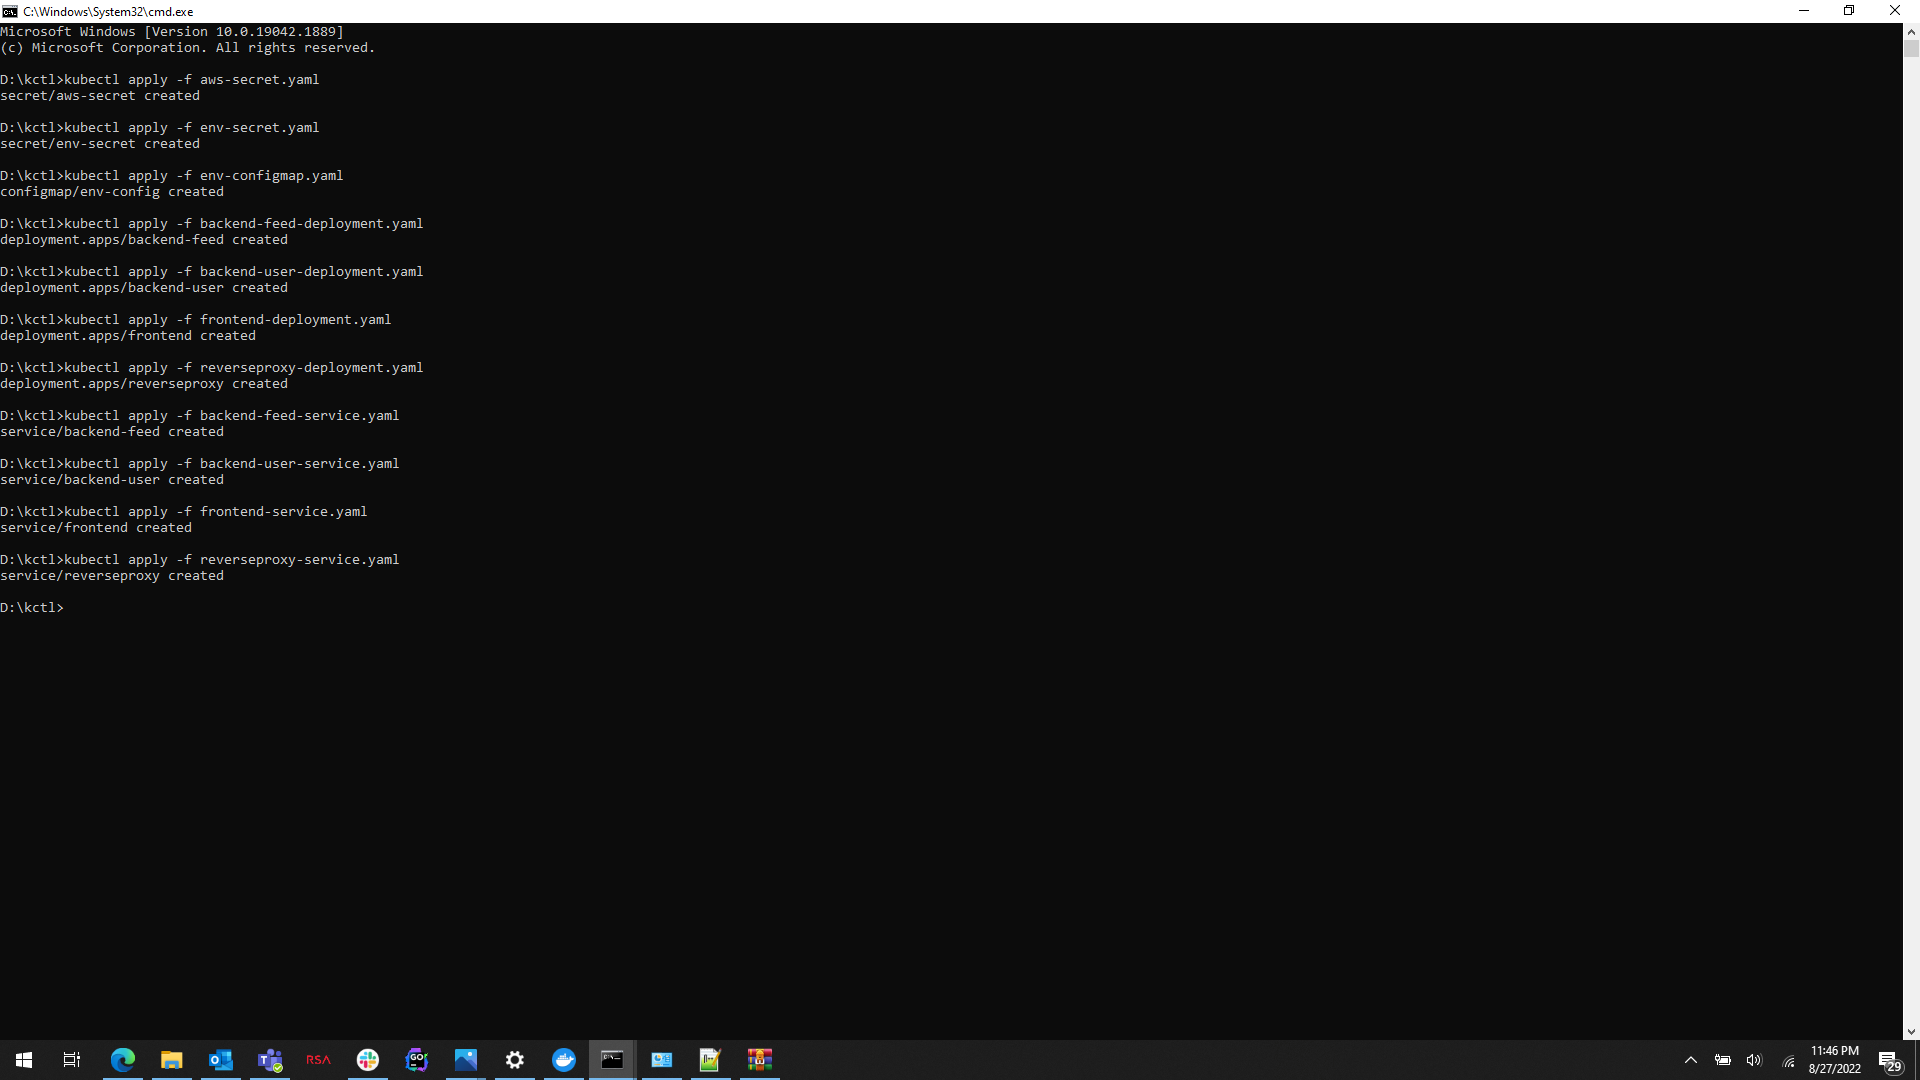 C:\Windows\System32\cmd.exe
Microsoft Windows [Version 10.0.19042.1889]
(c) Microsoft Corporation. All rights reserved.
D:\kctl>kubectl apply -f aws-secret.yaml
secret/aws-secret created
D:\kctl>kubectl apply -f env-secret.yaml
secret/env-secret created
D:\kctl>kubectl apply -f env-configmap.yaml
configmap/env-config created
D:\kctl>kubectl apply -f backend-feed-deployment.yaml
deployment.apps/backend-feed created
D:\kctl>kubectl apply -f backend-user-deployment.yaml
deployment.apps/backend-user created
D:\kctl>kubectl apply -f frontend-deployment.yaml
deployment.apps/frontend created
D:\kctl>kubectl apply -f reverseproxy-deployment.yaml
deployment.apps/reverseproxy created
D:\kctl>kubectl apply -f backend-feed-service.yaml
service/backend-feed created
D:\kctl>kubectl apply -f backend-user-service.yaml
service/backend-user created
D:\kctl>kubectl apply -f frontend-service.yaml
service/frontend created
D:\kctl>kubectl apply -f reverseproxy-service.yaml
service/reverseproxy created
D:\kctl>
RSA
GO
11:46 PM
8/27/2022
29